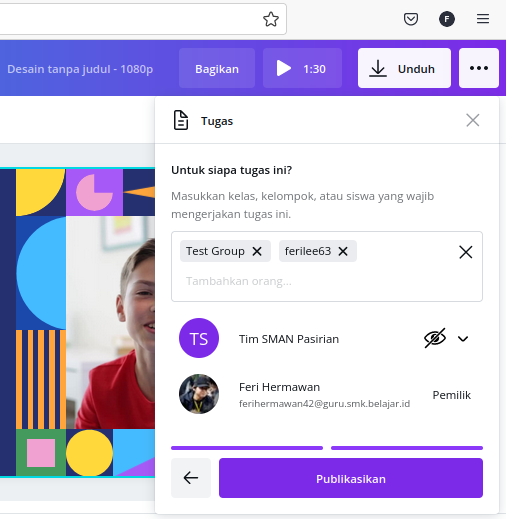 F
Desain tanpa judul - 1080p
Bagikan
1:30
Unduh
Tugas
Untuk siapa tugas ini?
Masukkan kelas, kelompok, atau siswa yang wajib
mengerjakan tugas ini.
Test Group
ferilee63
Tambahkan orang...
TS
Tim SMAN Pasirian
Feri Hermawan
ferihermawan42@guru.smk.belajar.id
Pemilik
Publikasikan